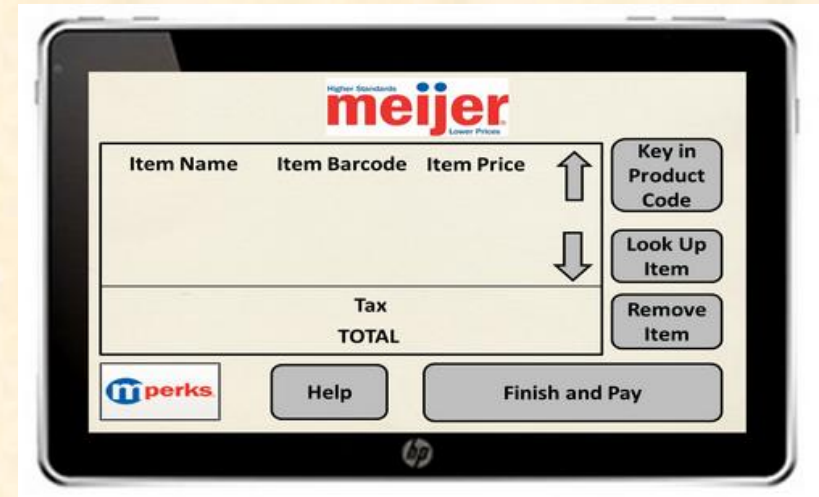 Higher Standards
meijer
Lower Prices
Item Name Item Barcode Item Price
Key in
Product
Code
Look Up
Item
Tax
TOTAL
Remove
Item
mperks
Help
Finish and Pay
hp